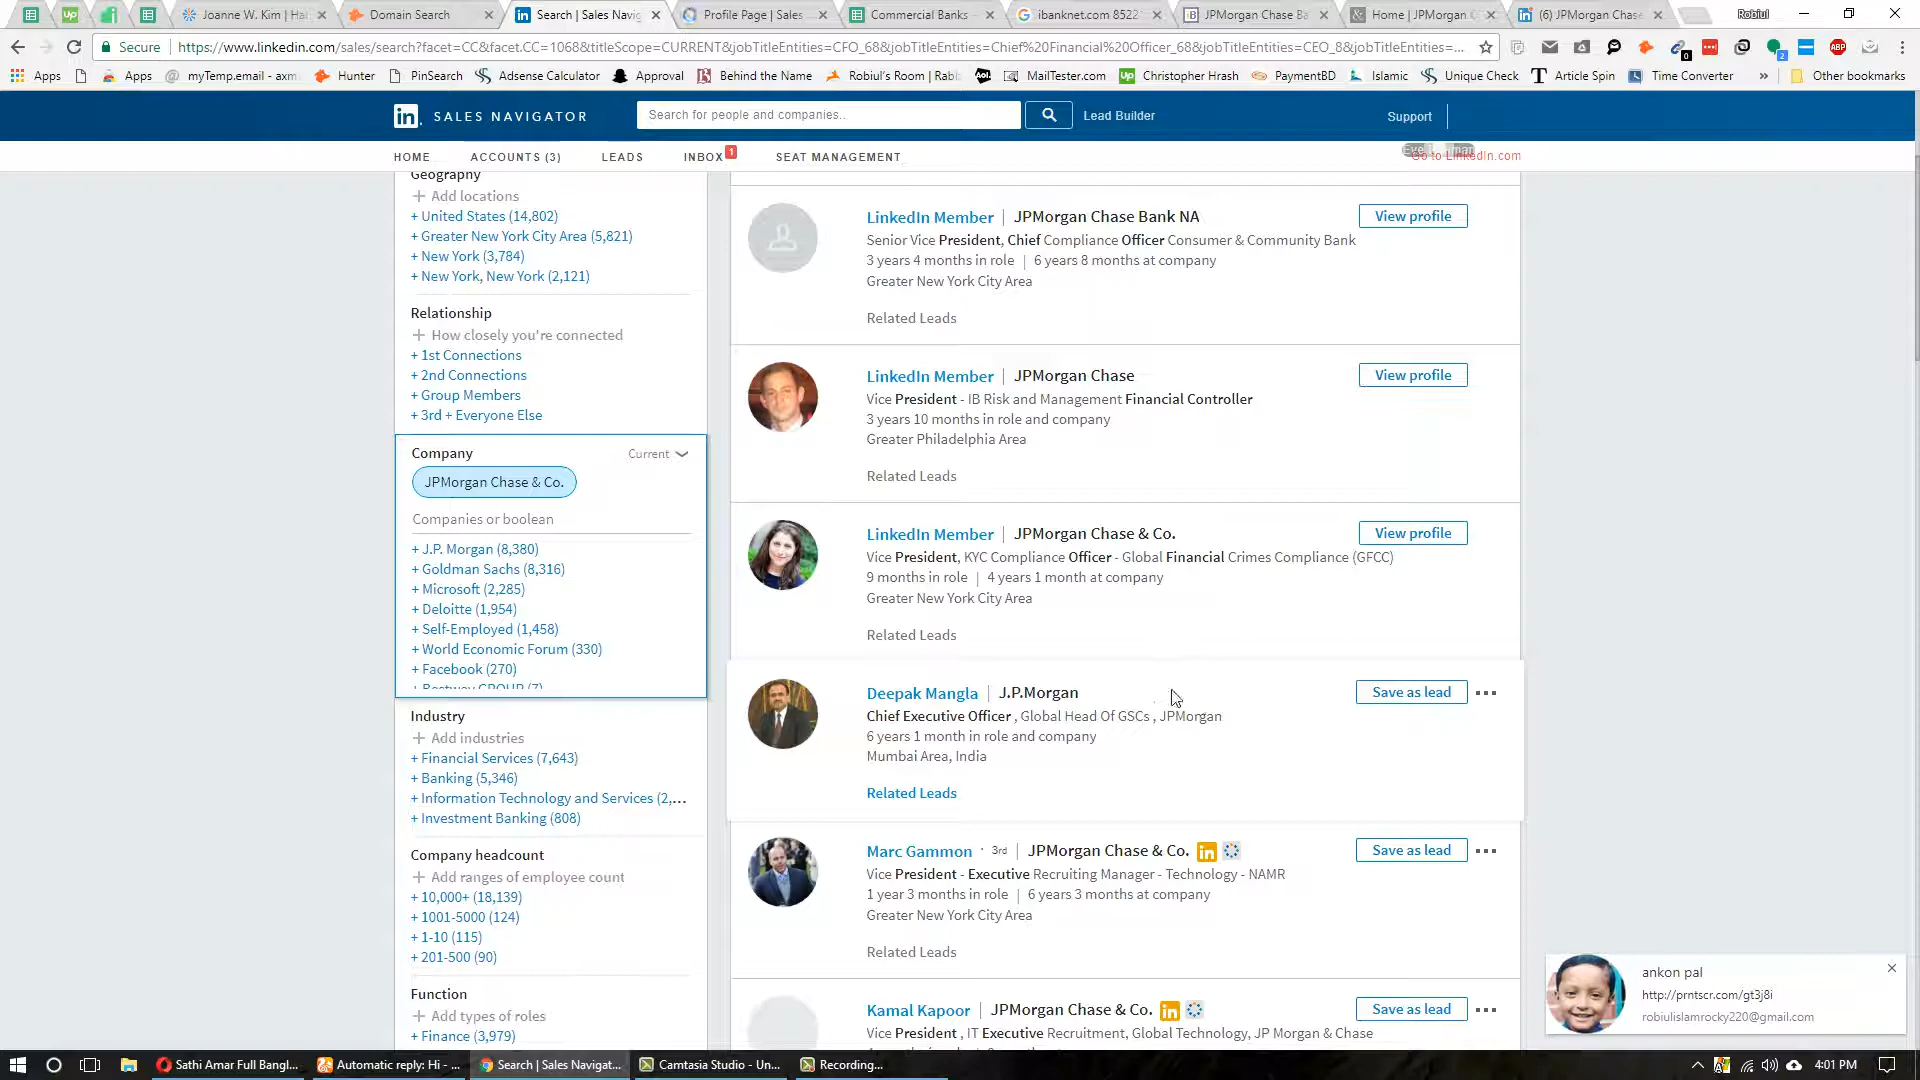 Joanne W. Kim | Ha
Domain Search
Search | Sales Navig
Profile Page | Sales
Commercial Banks -
ibanknet.com 8522
JPMorgan Chase Ba
Home | JPMorgan C
(6) JPMorgan Chase
Robiul
Secure
https://www.linkedin.com/sales/search?facet=CC&facet.CC=1068&titleScope=CURRENT&jobTitleEntities=CFO_68&jobTitleEntities=Chief%20Financial%20Officer_68&jobTitleEntities=CEO_8&jobTitleEntities=...
Apps
Apps
myTemp.email - axm
Hunter
PinSearch
Adsense Calculator
Approval
Behind the Name
Robiul's Room | Rabb
Aol.
MailTester.com
Christopher Hrash
PaymentBD
Islamic
Unique Check
Article Spin
Time Converter
»
Other bookmarks
in SALES NAVIGATOR
Search for people and companies..
Lead Builder
Support
HOME
ACCOUNTS (3)
LEADS
INBOX 1
SEAT MANAGEMENT
Go to LinkedIn.com
Geography
+ Add locations
+ United States (14,802)
+ Greater New York City Area (5,821)
+ New York (3,784)
+ New York, New York (2,121)
Relationship
+ How closely you're connected
+ 1st Connections
+ 2nd Connections
+ Group Members
+ 3rd + Everyone Else
Company
Current
JPMorgan Chase & Co.
Companies or boolean
+ J.P. Morgan (8,380)
+ Goldman Sachs (8,316)
+ Microsoft (2,285)
+ Deloitte (1,954)
+ Self-Employed (1,458)
+ World Economic Forum (330)
+ Facebook (270)
+ Bestway GROUP (7)
Industry
+ Add industries
+ Financial Services (7,643)
+ Banking (5,346)
+ Information Technology and Services (2,...
+ Investment Banking (808)
Company headcount
+ Add ranges of employee count
+ 10,000+ (18,139)
+ 1001-5000 (124)
+ 1-10 (115)
+ 201-500 (90)
Function
+ Add types of roles
+ Finance (3,979)
LinkedIn Member | JPMorgan Chase Bank NA
View profile
Senior Vice President, Chief Compliance Officer Consumer & Community Bank
3 years 4 months in role | 6 years 8 months at company
Greater New York City Area
Related Leads
LinkedIn Member | JPMorgan Chase
View profile
Vice President - IB Risk and Management Financial Controller
3 years 10 months in role and company
Greater Philadelphia Area
Related Leads
LinkedIn Member | JPMorgan Chase & Co.
View profile
Vice President, KYC Compliance Officer - Global Financial Crimes Compliance (GFCC)
9 months in role | 4 years 1 month at company
Greater New York City Area
Related Leads
Deepak Mangla | J.P.Morgan
Save as lead
Chief Executive Officer , Global Head Of GSCs , JPMorgan
6 years 1 month in role and company
Mumbai Area, India
Related Leads
Marc Gammon · 3rd | JPMorgan Chase & Co. in
Save as lead
Vice President - Executive Recruiting Manager - Technology - NAMR
1 year 3 months in role | 6 years 3 months at company
Greater New York City Area
Related Leads
Kamal Kapoor | JPMorgan Chase & Co. in
Save as lead
Vice President , IT Executive Recruitment, Global Technology, JP Morgan & Chase
ankon pal
http://prntscr.com/gt3j8i
robiulislamrocky220@gmail.com
Sathi Amar Full Bangl...
Automatic reply: Hi - ...
Search | Sales Navigat...
Camtasia Studio - Un...
Recording...
4:01 PM